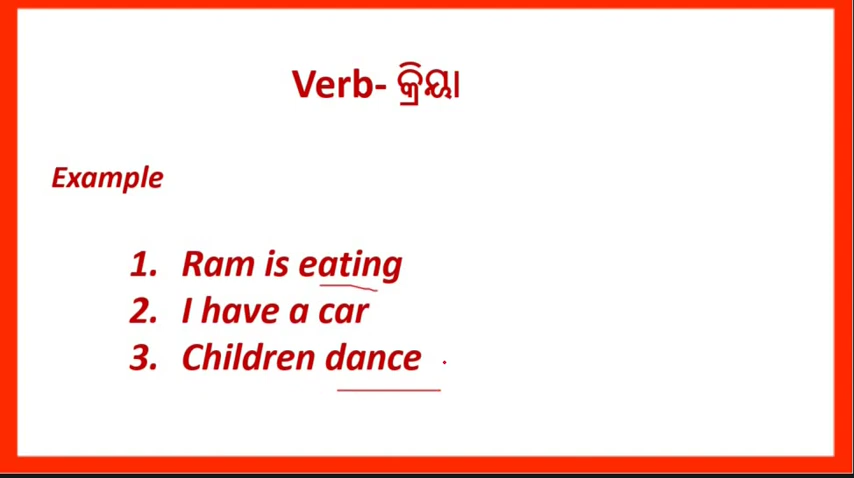 Verb- କ୍ରିୟା
Example
1. Ram is eating
2. I have a car
3. Children dance